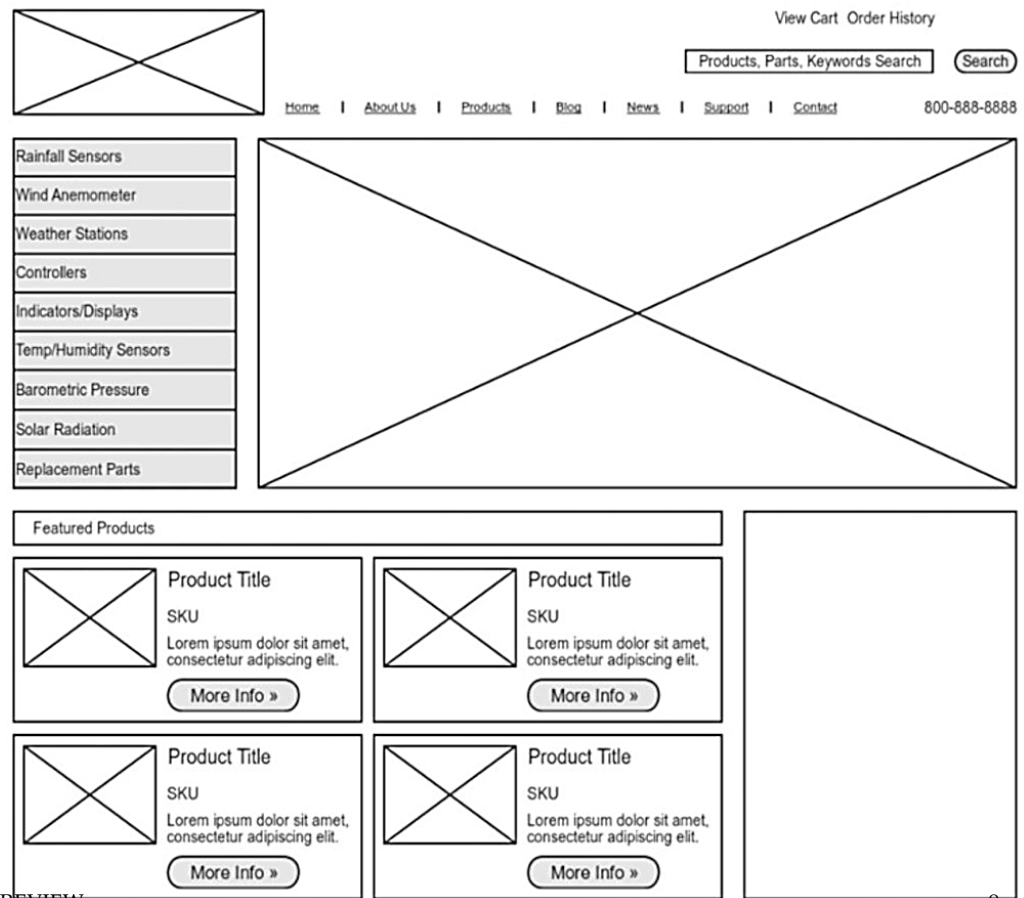 View Cart Order History
Products, Parts, Keywords Search Search
Home | About Us | Products | Blog | News | Support | Contact 800-888-8888
Rainfall Sensors
Wind Anemometer
Weather Stations
Controllers
Indicators/Displays
Temp/Humidity Sensors
Barometric Pressure
Solar Radiation
Replacement Parts
Featured Products
Product Title
SKU
Lorem ipsum dolor sit amet,
consectetur adipiscing elit.
More Info »
Product Title
SKU
Lorem ipsum dolor sit amet,
consectetur adipiscing elit.
More Info »
Product Title
SKU
Lorem ipsum dolor sit amet,
consectetur adipiscing elit.
More Info »
Product Title
SKU
Lorem ipsum dolor sit amet,
consectetur adipiscing elit.
More Info »